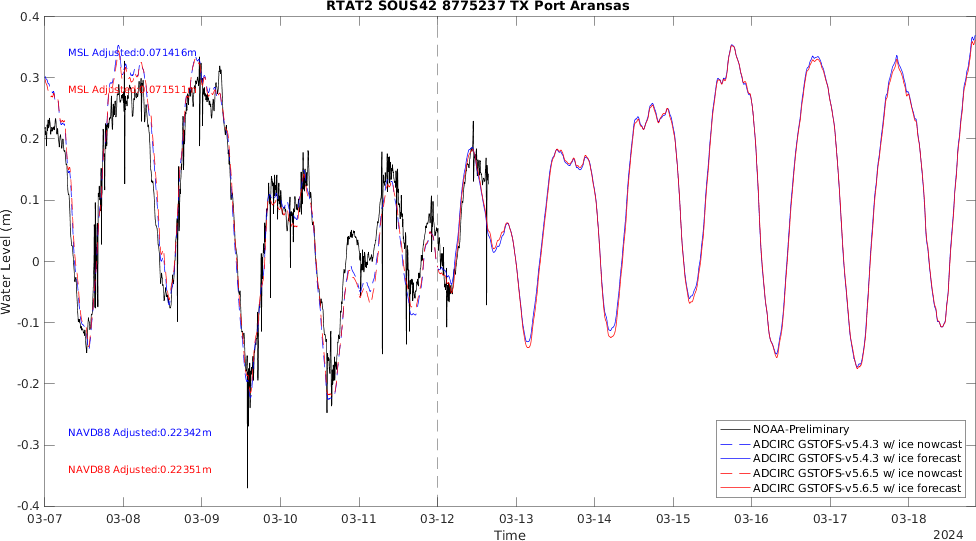 RTAT2 SOUS42 8775237 TX Port Aransas
Water Level (m)
0.4
0.3
0.2
0.1
0
-0.1
-0.2
-0.3
-0.4
MSL Adjusted:0.071416m
MSL Adjusted:0.071511m
NAVD88 Adjusted:0.22342m
NAVD88 Adjusted:0.22351m
NOAA-Preliminary
ADCIRC GSTOFS-v5.4.3 w/ ice nowcast
ADCIRC GSTOFS-v5.4.3 w/ ice forecast
ADCIRC GSTOFS-v5.6.5 w/ ice nowcast
ADCIRC GSTOFS-v5.6.5 w/ ice forecast
03-07 03-08 03-09 03-10 03-11 03-12 03-13 03-14 03-15 03-16 03-17 03-18
Time
2024